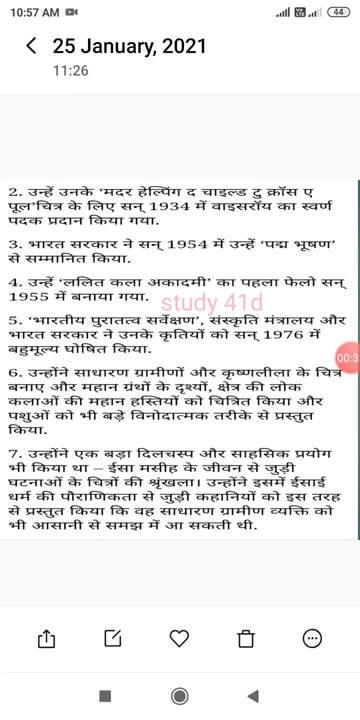 10:57 AM
44
25 January, 2021
11:26
2. उन्हें उनके ‘मदर हेल्पिंग द चाइल्ड टु क्रॉस ए
पूल’चित्र के लिए सन् 1934 में वाइसरॉय का स्वर्ण
पदक प्रदान किया गया.
3. भारत सरकार ने सन् 1954 में उन्हें ‘पद्म भूषण’
से सम्मानित किया.
4. उन्हें ‘ललित कला अकादमी’ का पहला फेलो सन्
1955 में बनाया गया.
study 41d
5. ‘भारतीय पुरातत्व सर्वेक्षण’, संस्कृति मंत्रालय और
भारत सरकार ने उनके कृतियों को सन् 1976 में
बहुमूल्य घोषित किया.
00:3
6. उन्होंने साधारण ग्रामीणों और कृष्णलीला के चित्र
बनाए और महान ग्रंथों के दृश्यों, क्षेत्र की लोक
कलाओं की महान हस्तियों को चित्रित किया और
पशुओं को भी बड़े विनोदात्मक तरीके से प्रस्तुत
किया.
7. उन्होंने एक बड़ा दिलचस्प और साहसिक प्रयोग
भी किया था – ईसा मसीह के जीवन से जुड़ी
घटनाओं के चित्रों की श्रृंखला। उन्होंने इसमें ईसाई
धर्म की पौराणिकता से जुड़ी कहानियों को इस तरह
से प्रस्तुत किया कि वह साधारण ग्रामीण व्यक्ति को
भी आसानी से समझ में आ सकती थी.